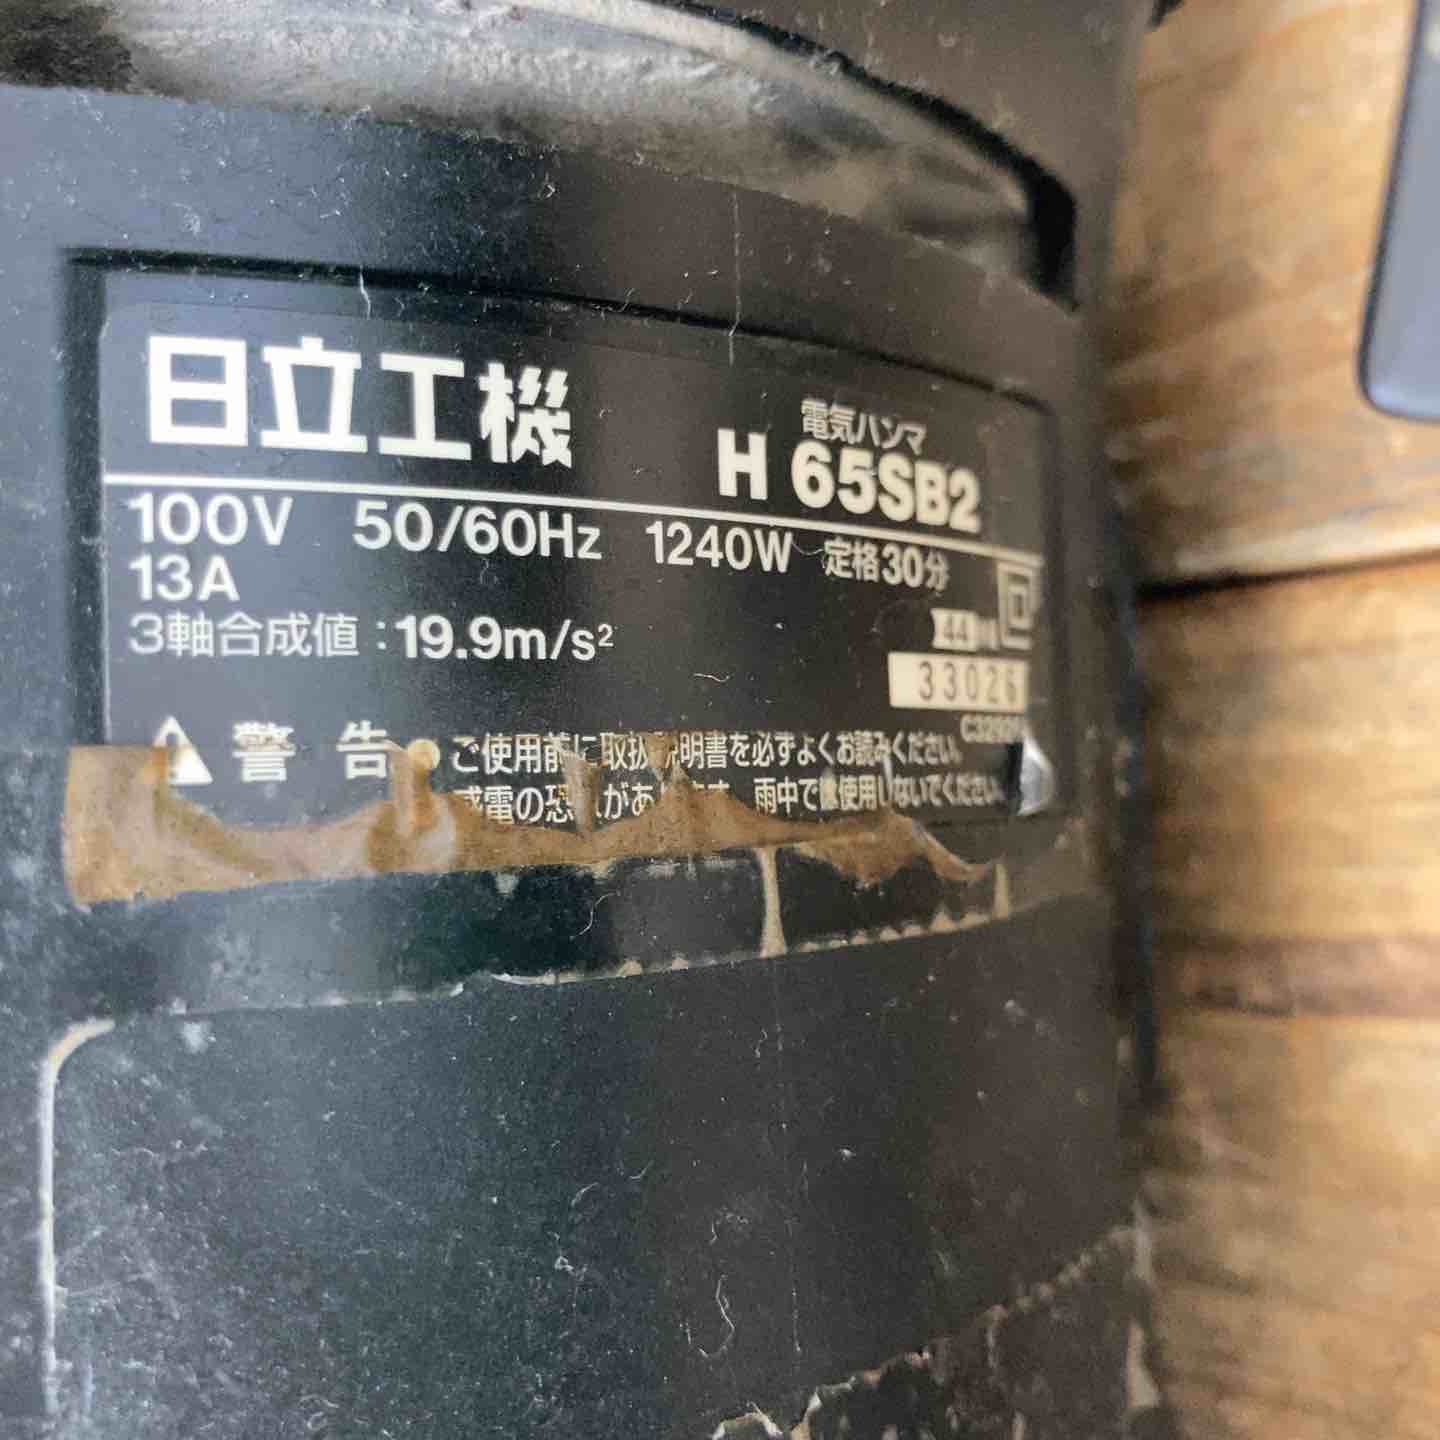 日立工機
電気ハンマ
H 65SB2
100V 50/60Hz 1240W 定格30分
13A
3軸合成値:19.9m/s²
33026
警告 ご使用前に取扱説明書を必ずよくお読みください。
感電の恐れがあります。雨中では使用しないでください。